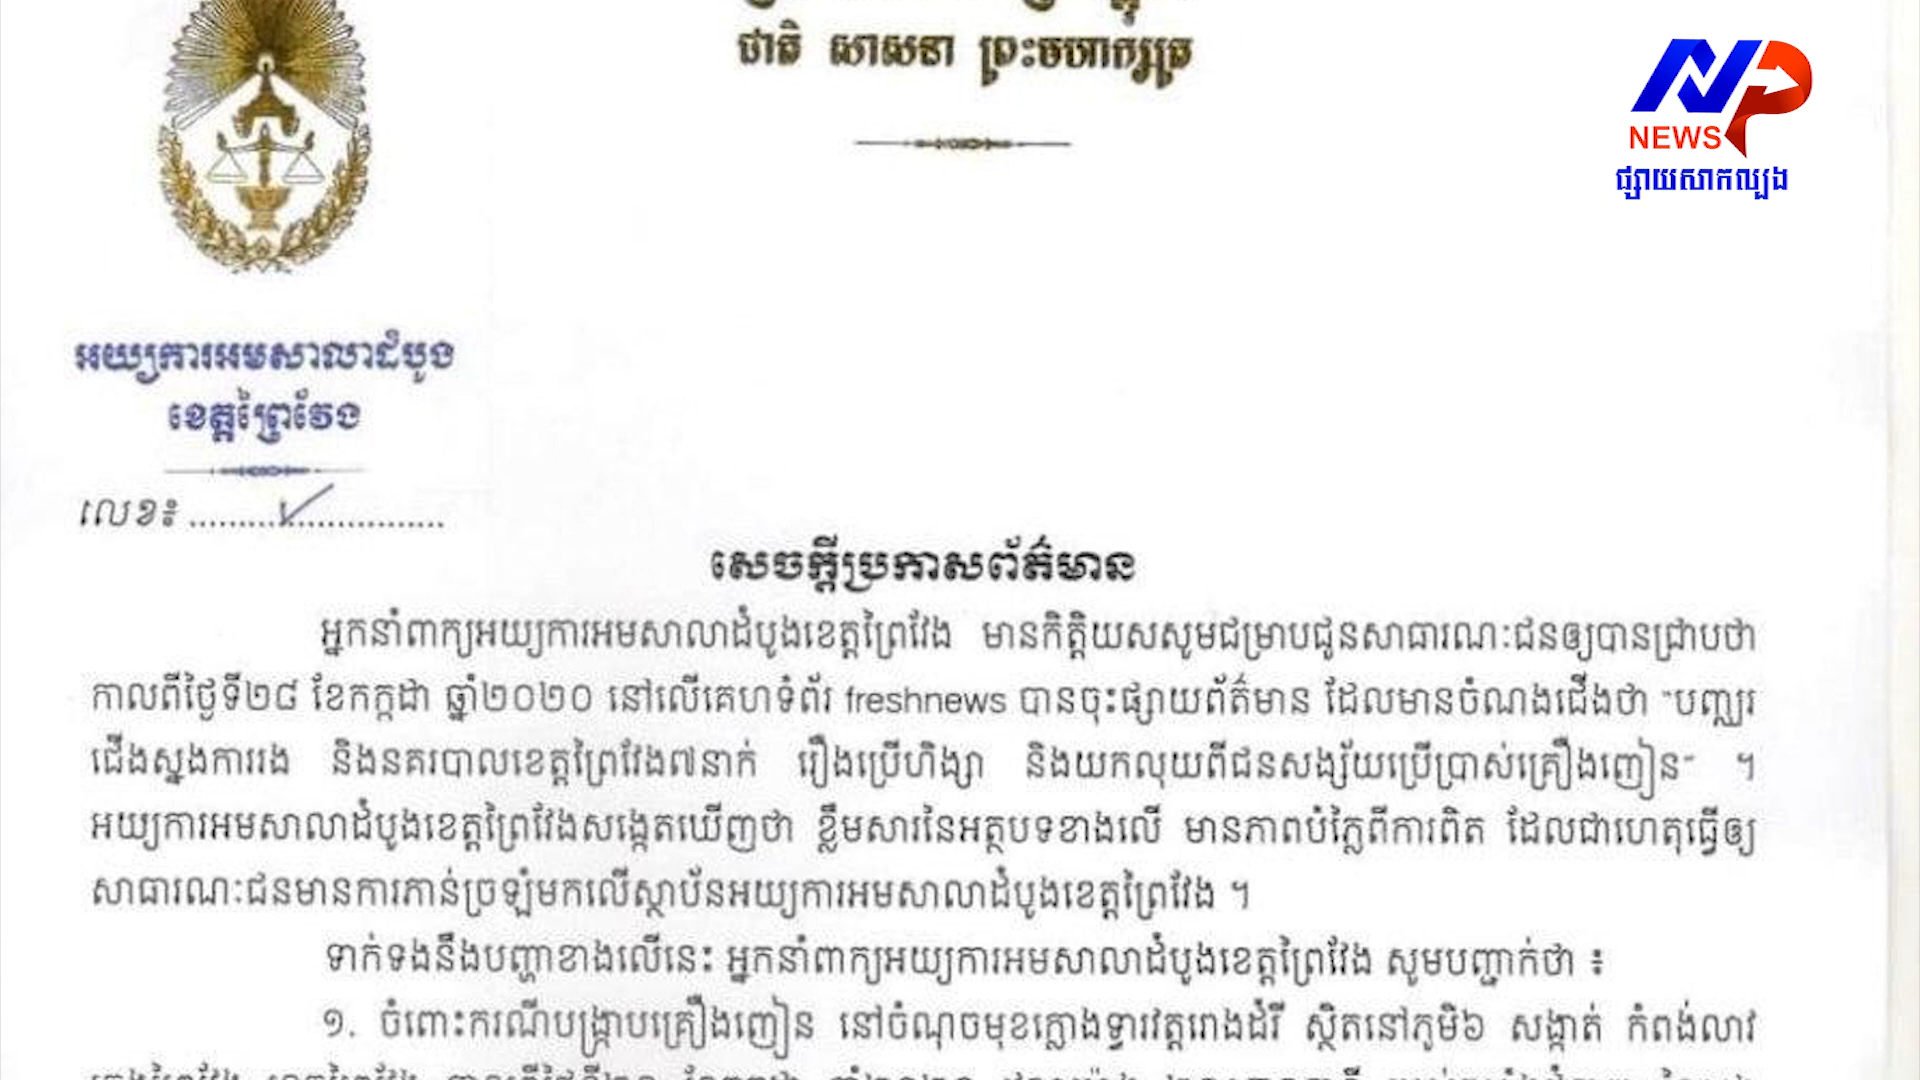 ជាតិ សាសនា ព្រះមហាក្សត្រ
NP
NEWS
ផ្សាយសាកល្បង
អយ្យការអមសាលាដំបូង
ខេត្តព្រៃវែង
លេខ៖ ..........................
សេចក្ដីប្រកាសព័ត៌មាន
អ្នកនាំពាក្យអយ្យការអមសាលាដំបូងខេត្តព្រៃវែង មានកិត្តិយសសូមជម្រាបជូនសាធារណៈជនឲ្យបានជ្រាបថា
កាលពីថ្ងៃទី២៨ ខែកក្កដា ឆ្នាំ២០២០ នៅលើគេហទំព័រ freshnews បានចុះផ្សាយព័ត៌មាន ដែលមានចំណងជើងថា "បញ្ឈរ
ជើងស្នងការរង និងនគរបាលខេត្តព្រៃវែង៧នាក់ រឿងប្រើហិង្សា និងយកលុយពីជនសង្ស័យប្រើប្រាស់គ្រឿងញៀន" ។
អយ្យការអមសាលាដំបូងខេត្តព្រៃវែងសង្កេតឃើញថា ខ្លឹមសារនៃអត្ថបទខាងលើ មានភាពបំភ្លៃពីការពិត ដែលជាហេតុធ្វើឲ្យ
សាធារណៈជនមានការភាន់ច្រឡំមកលើស្ថាប័នអយ្យការអមសាលាដំបូងខេត្តព្រៃវែង ។
ទាក់ទងនឹងបញ្ហាខាងលើនេះ អ្នកនាំពាក្យអយ្យការអមសាលាដំបូងខេត្តព្រៃវែង សូមបញ្ជាក់ថា ៖
១. ចំពោះករណីបង្ក្រាបគ្រឿងញៀន នៅចំណុចមុខក្លោងទ្វារវត្តរោងដំរី ស្ថិតនៅភូមិ៦ សង្កាត់ កំពង់លាវ